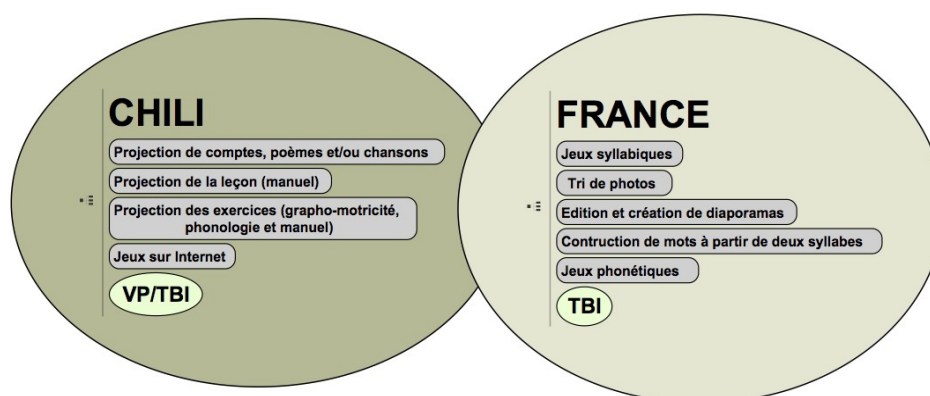 CHILI
Projection de comptes, poèmes et/ou chansons
Projection de la leçon (manuel)
Projection des exercices (grapho-motricité,
phonologie et manuel)
Jeux sur Internet
VP/TBI
FRANCE
Jeux syllabiques
Tri de photos
Edition et création de diaporamas
Contruction de mots à partir de deux syllabes
Jeux phonétiques
TBI